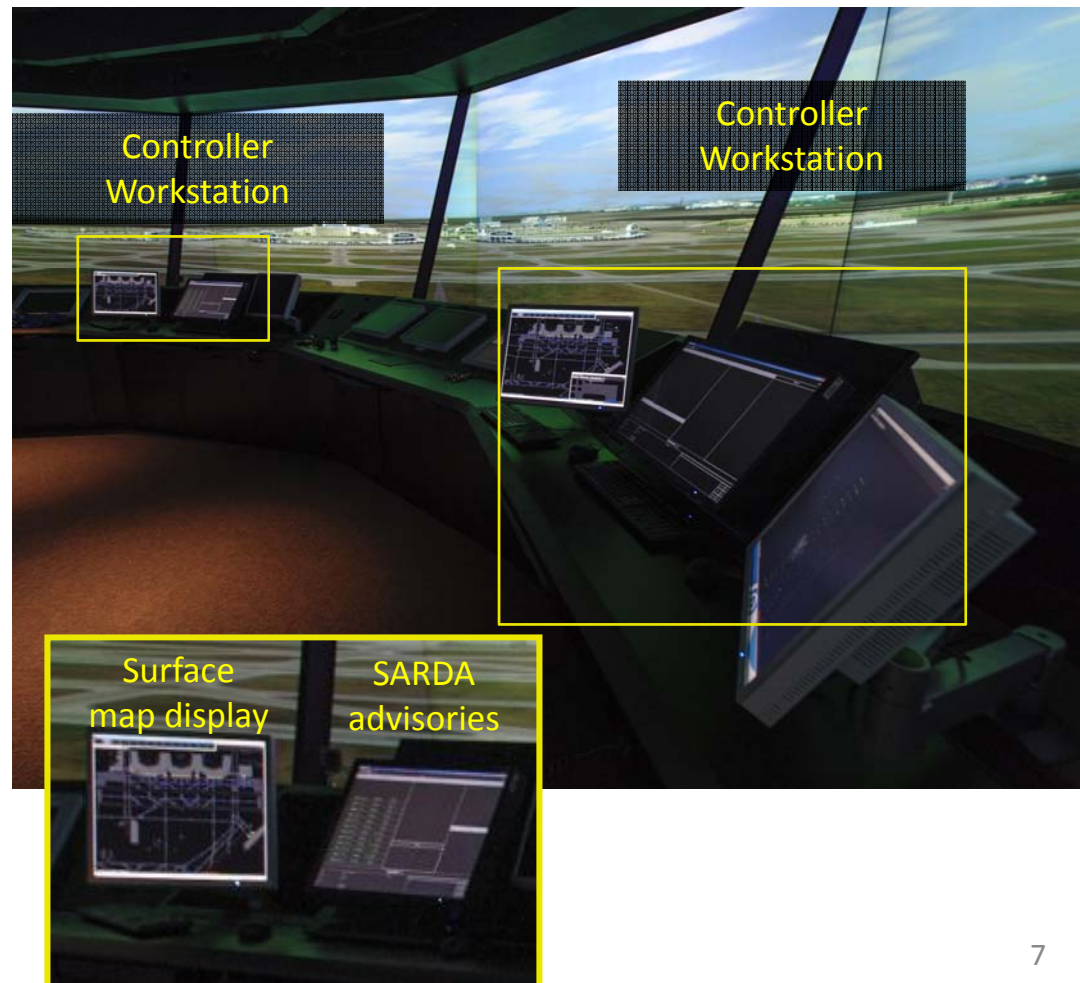 Controller
Workstation
Controller
Workstation
Surface
map display
SARDA
advisories
7